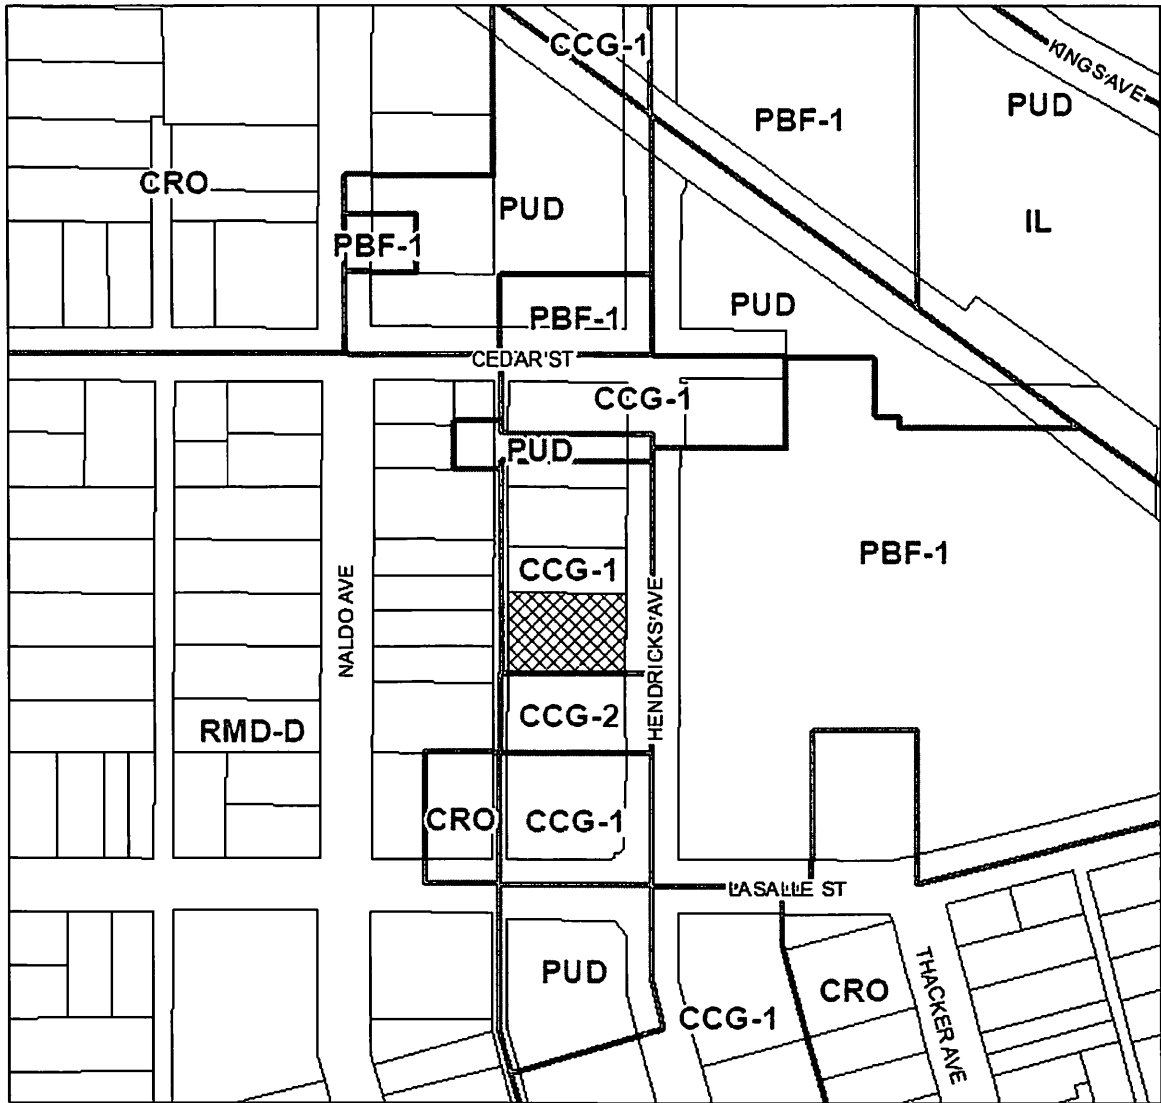 CCG-1
KINGS AVE
PUD
PBF-1
CRO
PUD
IL
PBF-1
PUD
PBF-1
CEDAR ST
CCG-1
PUD
PBF-1
CCG-1
NALDO AVE
HENDRICKS AVE
CCG-2
RMD-D
CRO
CCG-1
LASALLE ST
PUD
CRO
THACKER AVE
CCG-1